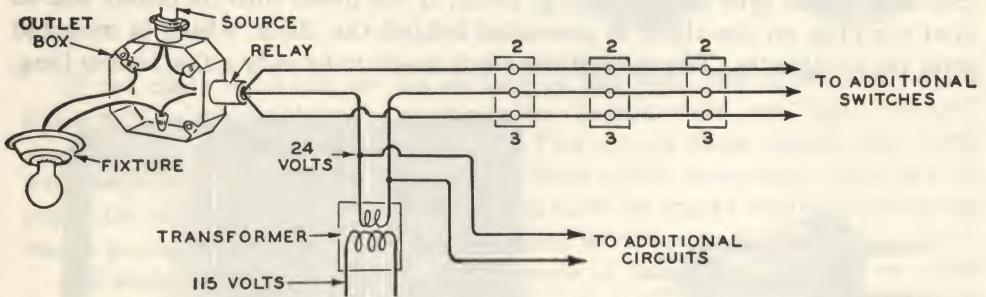 SOURCE
OUTLET
BOX
RELAY
2 2 2
TO ADDITIONAL
SWITCHES
3 3 3
24
VOLTS
FIXTURE
TRANSFORMER
TO ADDITIONAL
CIRCUITS
115 VOLTS